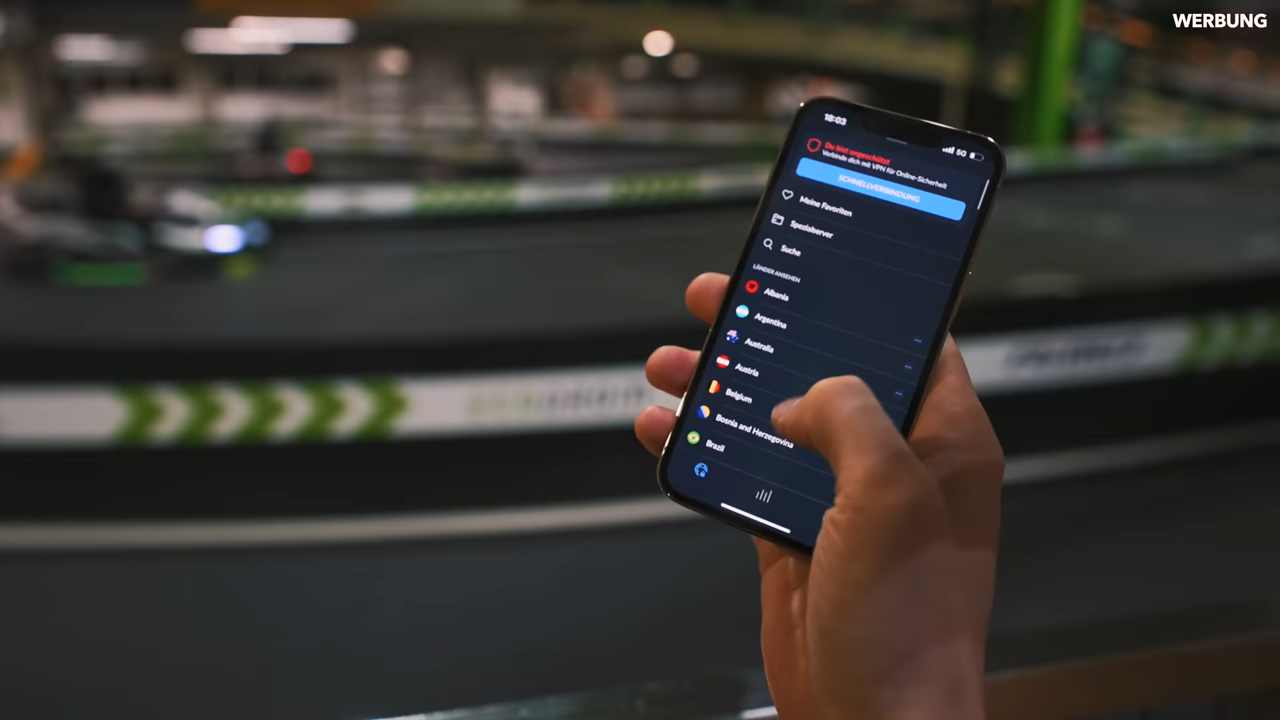 WERBUNG
18:03
5G
Du bist ungeschützt
Verbinde dich mit VPN für Online-Sicherheit
SCHNELLVERBINDUNG
Meine Favoriten
Spezialserver
Suche
LÄNDER ANSEHEN
Albania
Argentina
Australia
Austria
Belgium
Bosnia and Herzegovina
Brazil